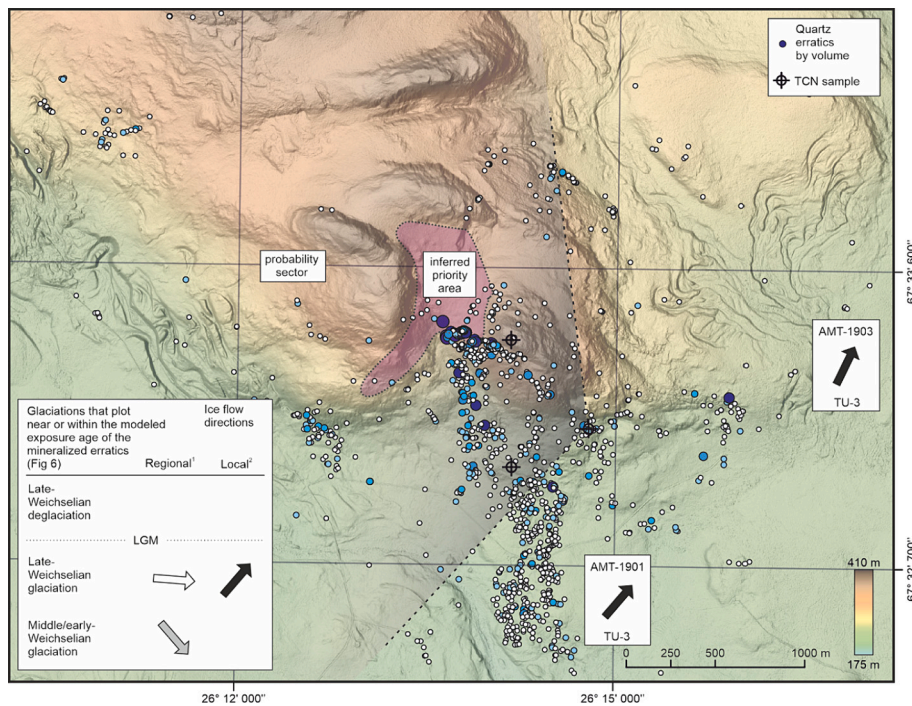 Quartz
erratics
by volume
TCN sample
probability
sector
inferred
priority
area
67° 33' 600''
AMT-1903
TU-3
Glaciations that plot
near or within the modeled
exposure age of the
mineralized erratics
(Fig 6)
Ice flow
directions
Regional¹ Local²
Late-
Weichselian
deglaciation
LGM
Late-
Weichselian
glaciation
Middle/early-
Weichselian
glaciation
AMT-1901
TU-3
410 m
175 m
67° 32' 700''
0 250 500 1000 m
26° 12' 000'' 26° 15' 000''